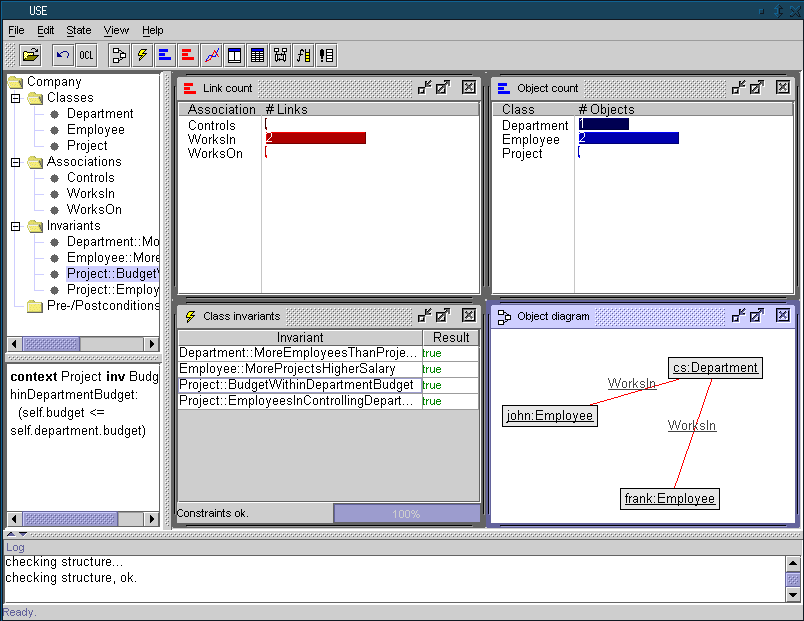 USE
File Edit State View Help
OCL
Company
Classes
Department
Employee
Project
Associations
Controls
WorksIn
WorksOn
Invariants
Department::Mo
Employee::More
Project::Budget
Project::Employ
Pre-/Postconditions
context Project inv Budg
hinDepartmentBudget:
(self.budget <=
self.department.budget)
Link count
Association # Links
Controls
WorksIn 2
WorksOn
Object count
Class # Objects
Department 1
Employee 2
Project
Class invariants
Invariant Result
Department::MoreEmployeesThanProje... true
Employee::MoreProjectsHigherSalary true
Project::BudgetWithinDepartmentBudget true
Project::EmployeesInControllingDepart... true
Constraints ok. 100%
Object diagram
cs:Department
WorksIn
john:Employee
WorksIn
frank:Employee
Log
checking structure...
checking structure, ok.
Ready.